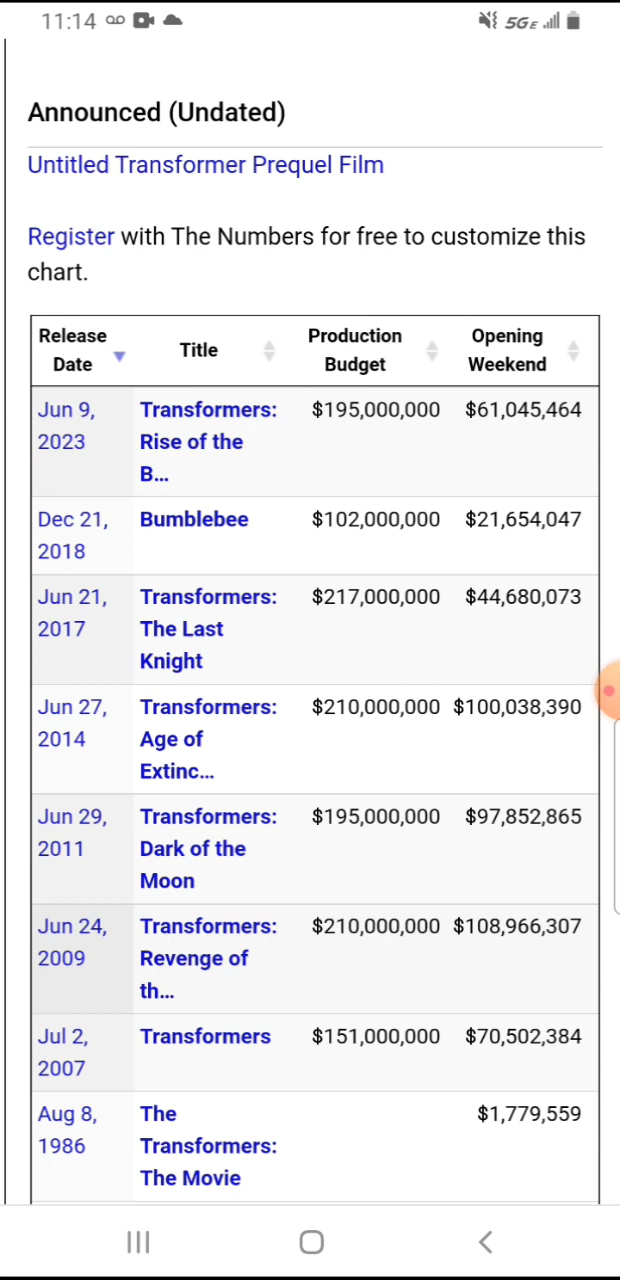 11:14
5GE
Announced (Undated)
Untitled Transformer Prequel Film
Register with The Numbers for free to customize this
chart.
Release Date Title Production Budget Opening Weekend
Jun 9, 2023 Transformers: Rise of the B... $195,000,000 $61,045,464
Dec 21, 2018 Bumblebee $102,000,000 $21,654,047
Jun 21, 2017 Transformers: The Last Knight $217,000,000 $44,680,073
Jun 27, 2014 Transformers: Age of Extinc... $210,000,000 $100,038,390
Jun 29, 2011 Transformers: Dark of the Moon $195,000,000 $97,852,865
Jun 24, 2009 Transformers: Revenge of th... $210,000,000 $108,966,307
Jul 2, 2007 Transformers $151,000,000 $70,502,384
Aug 8, 1986 The Transformers: The Movie $1,779,559